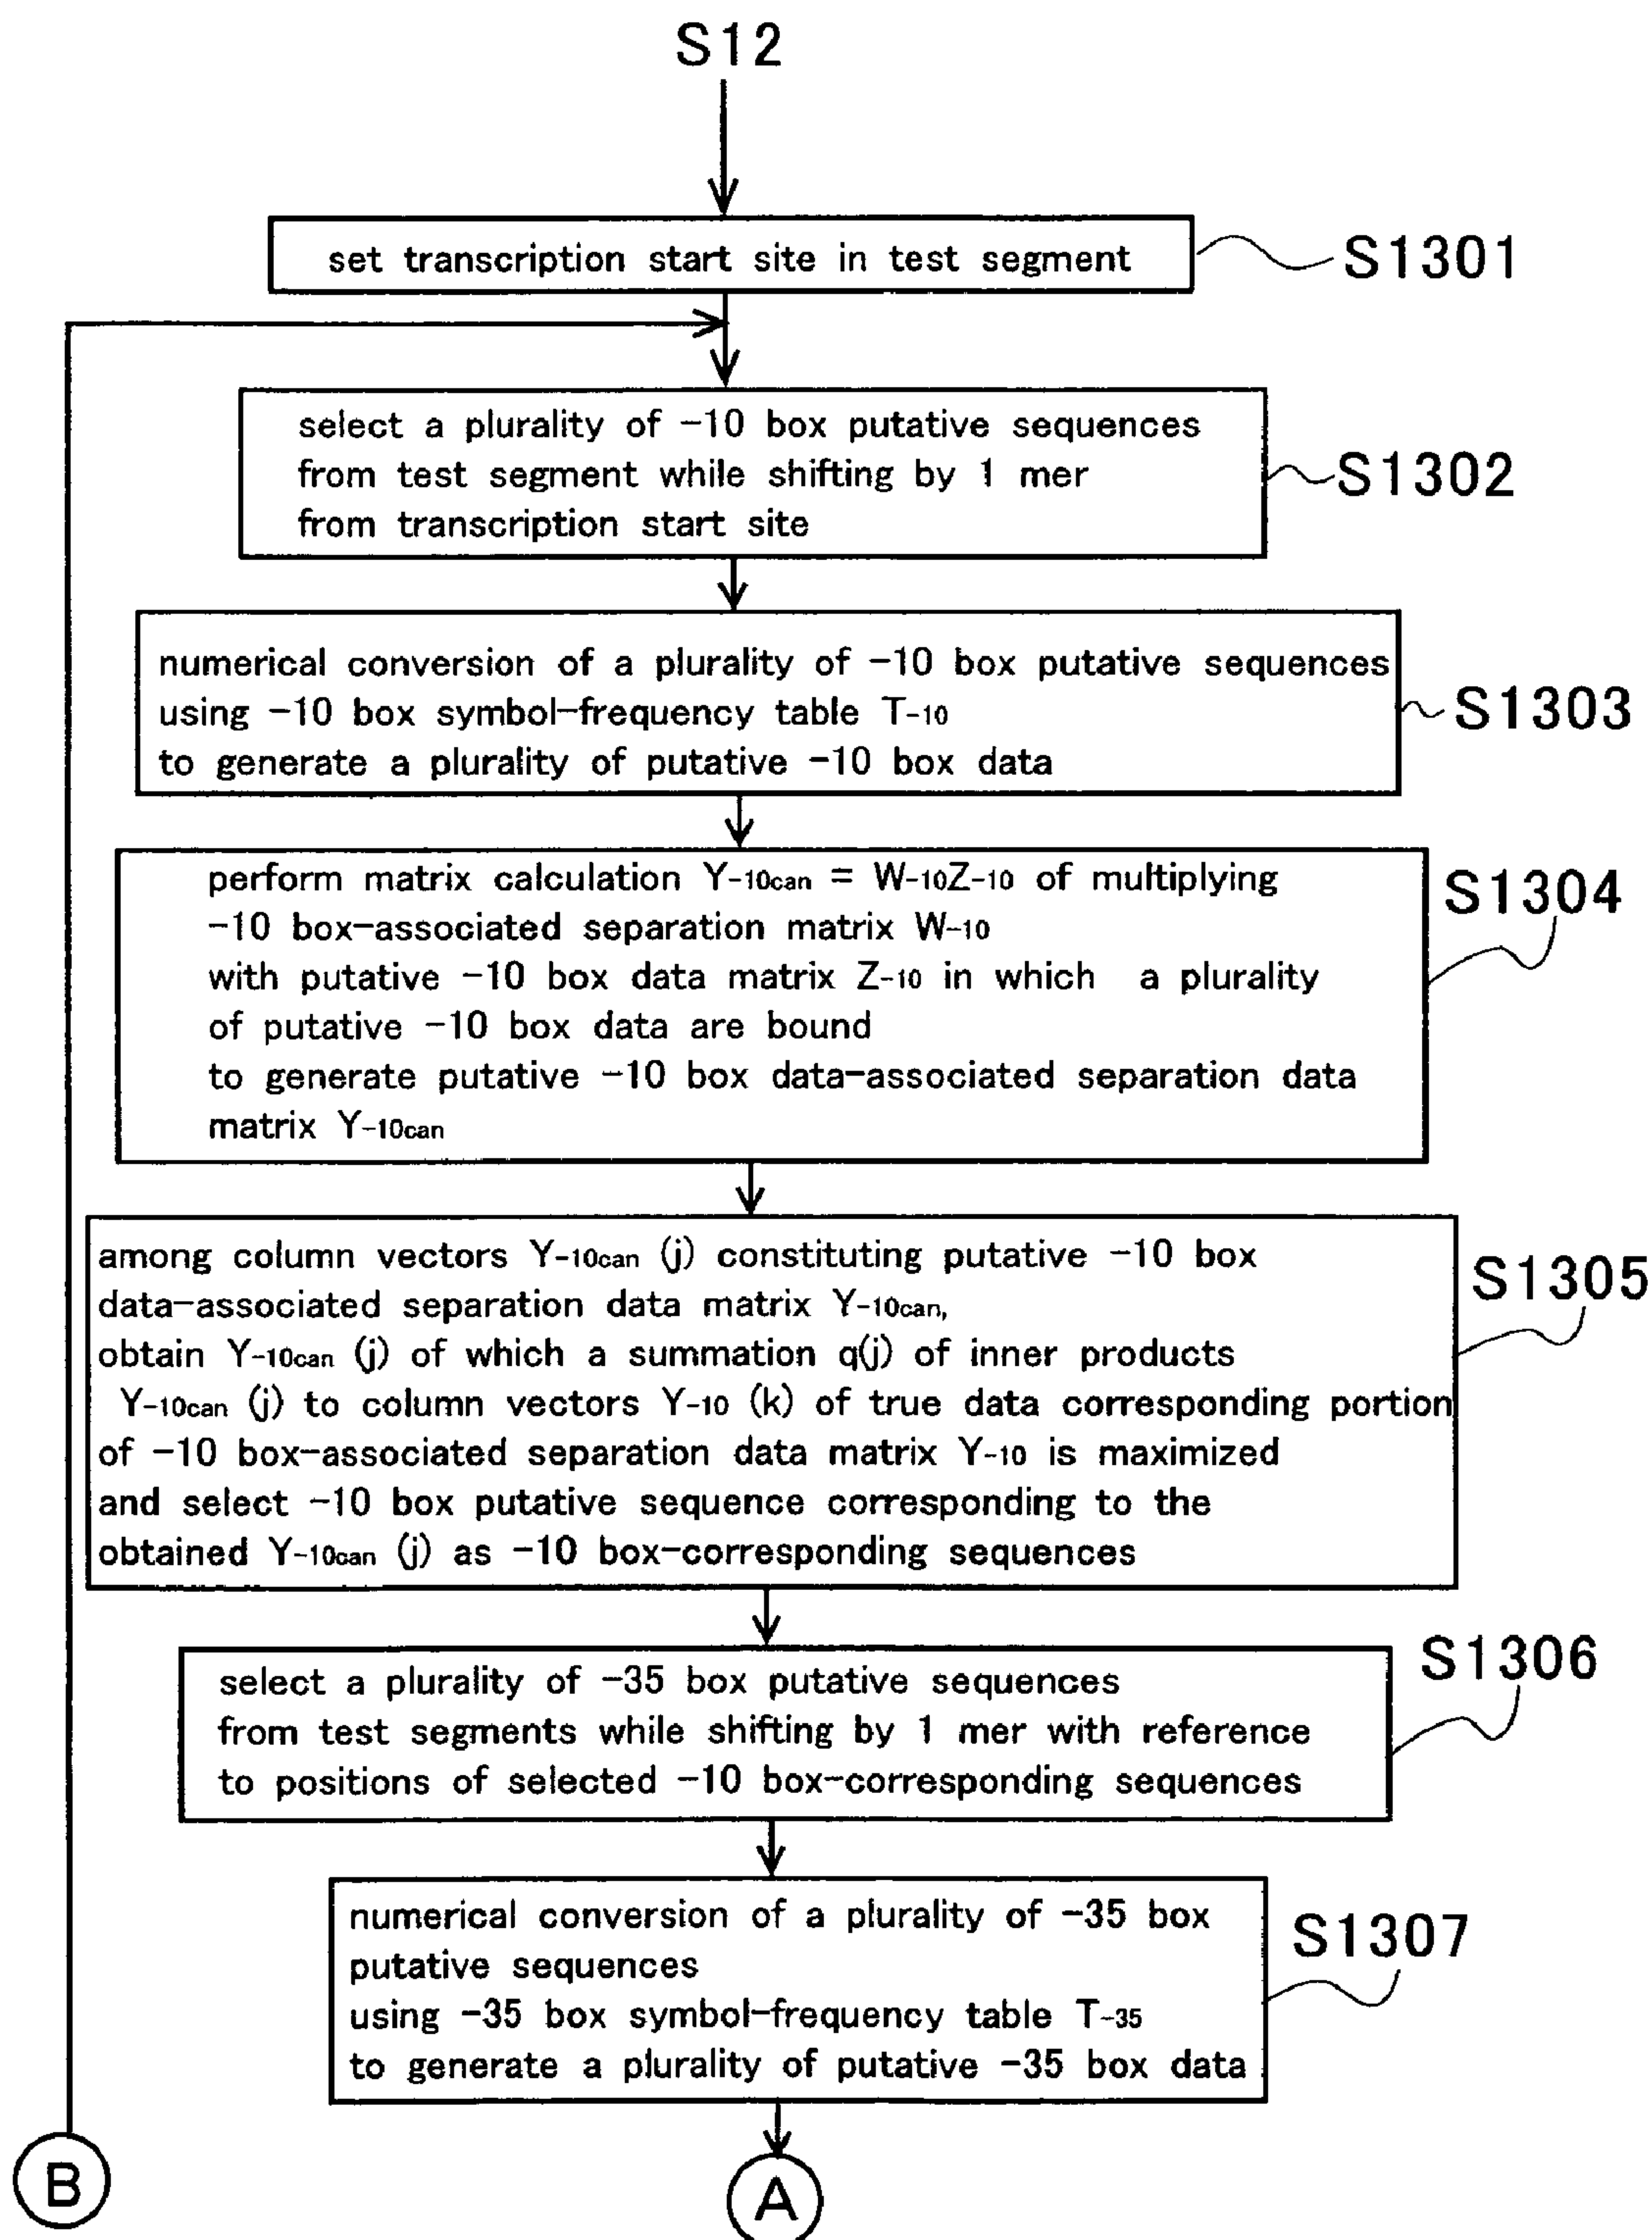 S12
set transcription start site in test segment
S1301
select a plurality of -10 box putative sequences
from test segment while shifting by 1 mer
from transcription start site
S1302
numerical conversion of a plurality of -10 box putative sequences
using -10 box symbol-frequency table T-10
to generate a plurality of putative -10 box data
S1303
perform matrix calculation Y-10can = W-10Z-10 of multiplying
-10 box-associated separation matrix W-10
with putative -10 box data matrix Z-10 in which a plurality
of putative -10 box data are bound
to generate putative -10 box data-associated separation data
matrix Y-10can
S1304
among column vectors Y-10can (j) constituting putative -10 box
data-associated separation data matrix Y-10can,
obtain Y-10can (j) of which a summation q(j) of inner products
Y-10can (j) to column vectors Y-10 (k) of true data corresponding portion
of -10 box-associated separation data matrix Y-10 is maximized
and select -10 box putative sequence corresponding to the
obtained Y-10can (j) as -10 box-corresponding sequences
S1305
select a plurality of -35 box putative sequences
from test segments while shifting by 1 mer with reference
to positions of selected -10 box-corresponding sequences
S1306
numerical conversion of a plurality of -35 box
putative sequences
using -35 box symbol-frequency table T-35
to generate a plurality of putative -35 box data
S1307
B
A